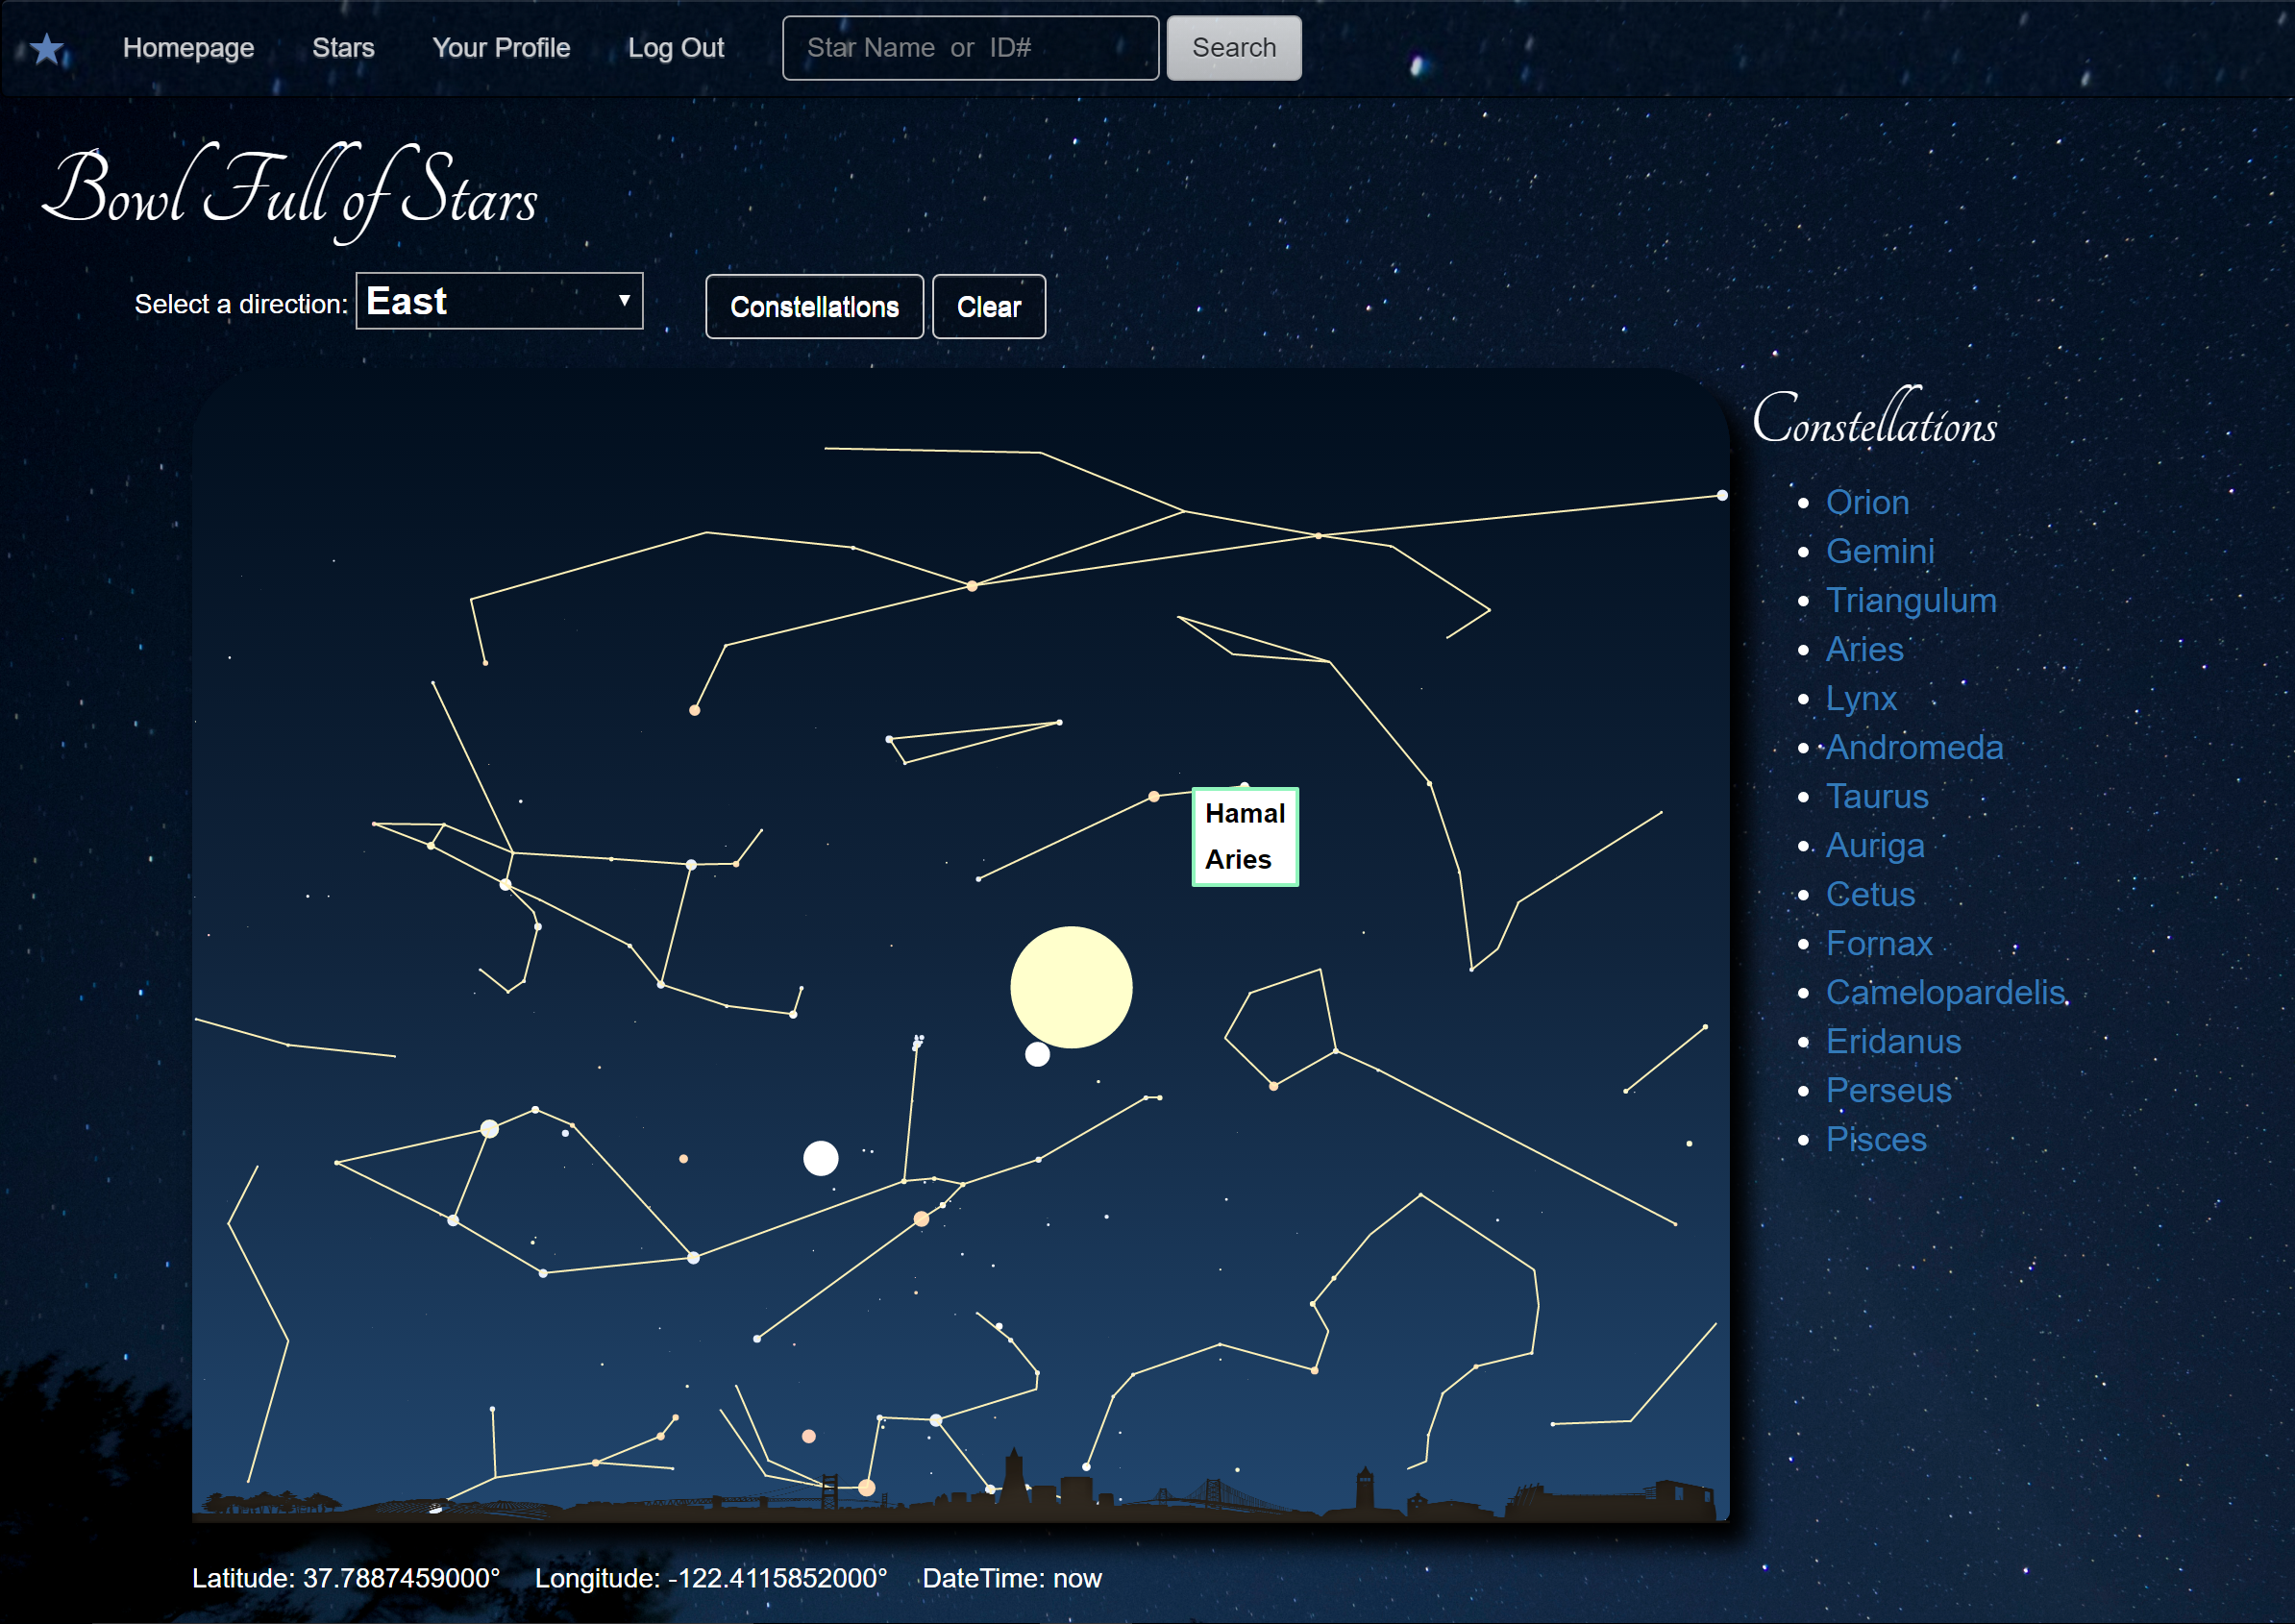 Homepage Stars Your Profile Log Out Star Name or ID# Search
Bowl Full of Stars
Select a direction: East Constellations Clear
Constellations
Orion
Gemini
Triangulum
Aries
Lynx
Andromeda
Taurus
Auriga
Cetus
Fornax
Camelopardelis
Eridanus
Perseus
Pisces
Hamal
Aries
Latitude: 37.7887459000° Longitude: -122.4115852000° DateTime: now